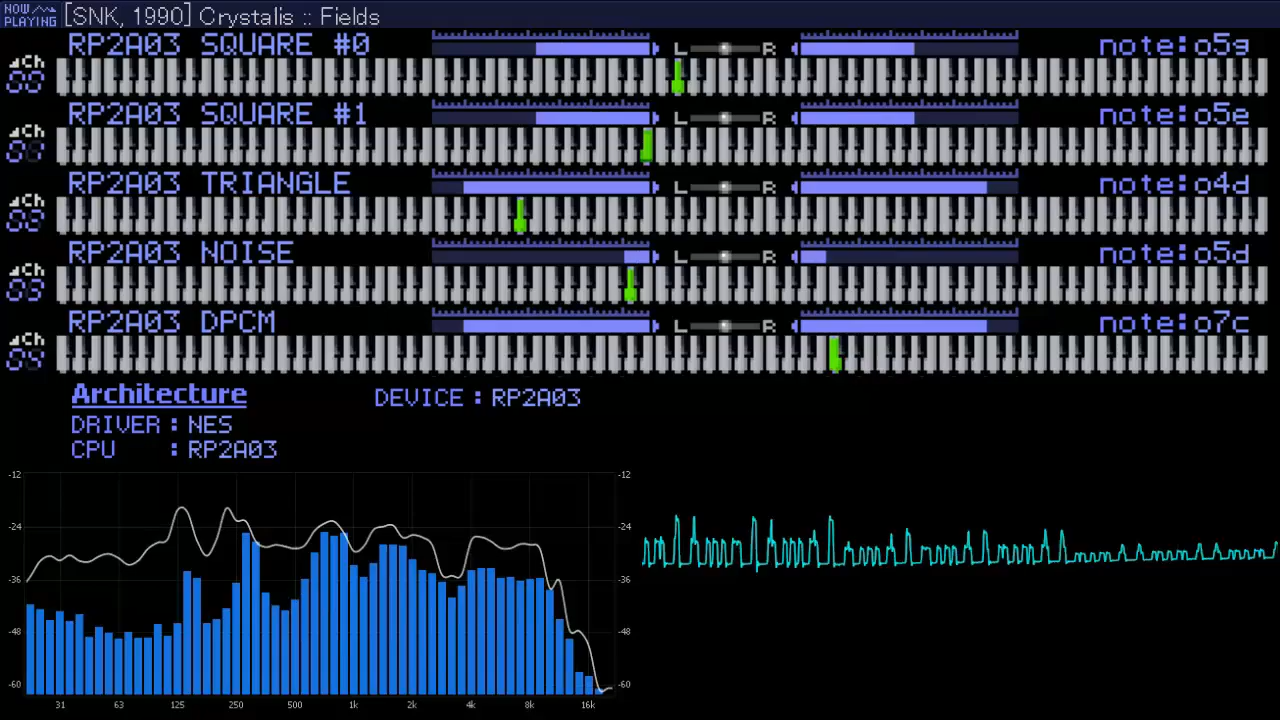 NOW PLAYING [SNK, 1990] Crystalis :: Fields
RP2A03 SQUARE #0 L R note:o5g
Ch 00
RP2A03 SQUARE #1 L R note:o5e
Ch 01
RP2A03 TRIANGLE L R note:o4d
Ch 02
RP2A03 NOISE L R note:o5d
Ch 03
RP2A03 DPCM L R note:o7c
Ch 04
Architecture DEVICE : RP2A03
DRIVER : NES
CPU : RP2A03
-12 -12
-24 -24
-36 -36
-48 -48
-60 -60
31 63 125 250 500 1k 2k 4k 8k 16k